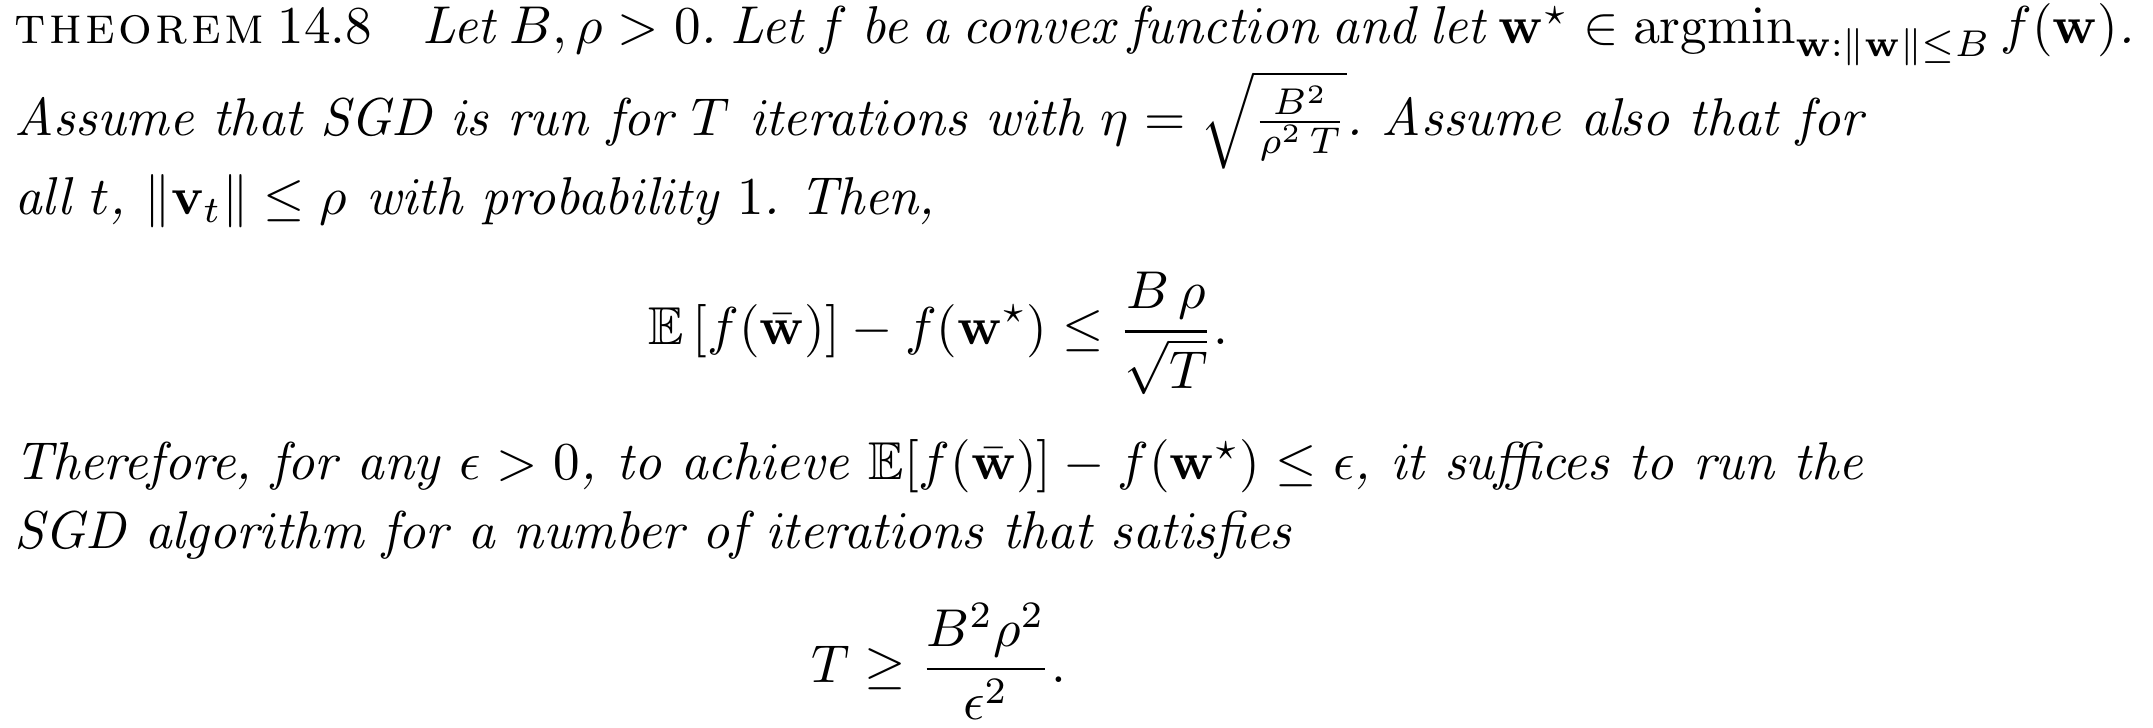 THEOREM 14.8 Let B, ρ > 0. Let f be a convex function and let w⋆ ∈ argmin_{w:‖w‖≤B} f(w).
Assume that SGD is run for T iterations with η = √(B²/(ρ² T)). Assume also that for
all t, ‖v_t‖ ≤ ρ with probability 1. Then,
𝔼 [f(w̄)] − f(w⋆) ≤ B ρ/√T.
Therefore, for any ϵ > 0, to achieve 𝔼[f(w̄)] − f(w⋆) ≤ ϵ, it suffices to run the
SGD algorithm for a number of iterations that satisfies
T ≥ B²ρ²/ϵ².